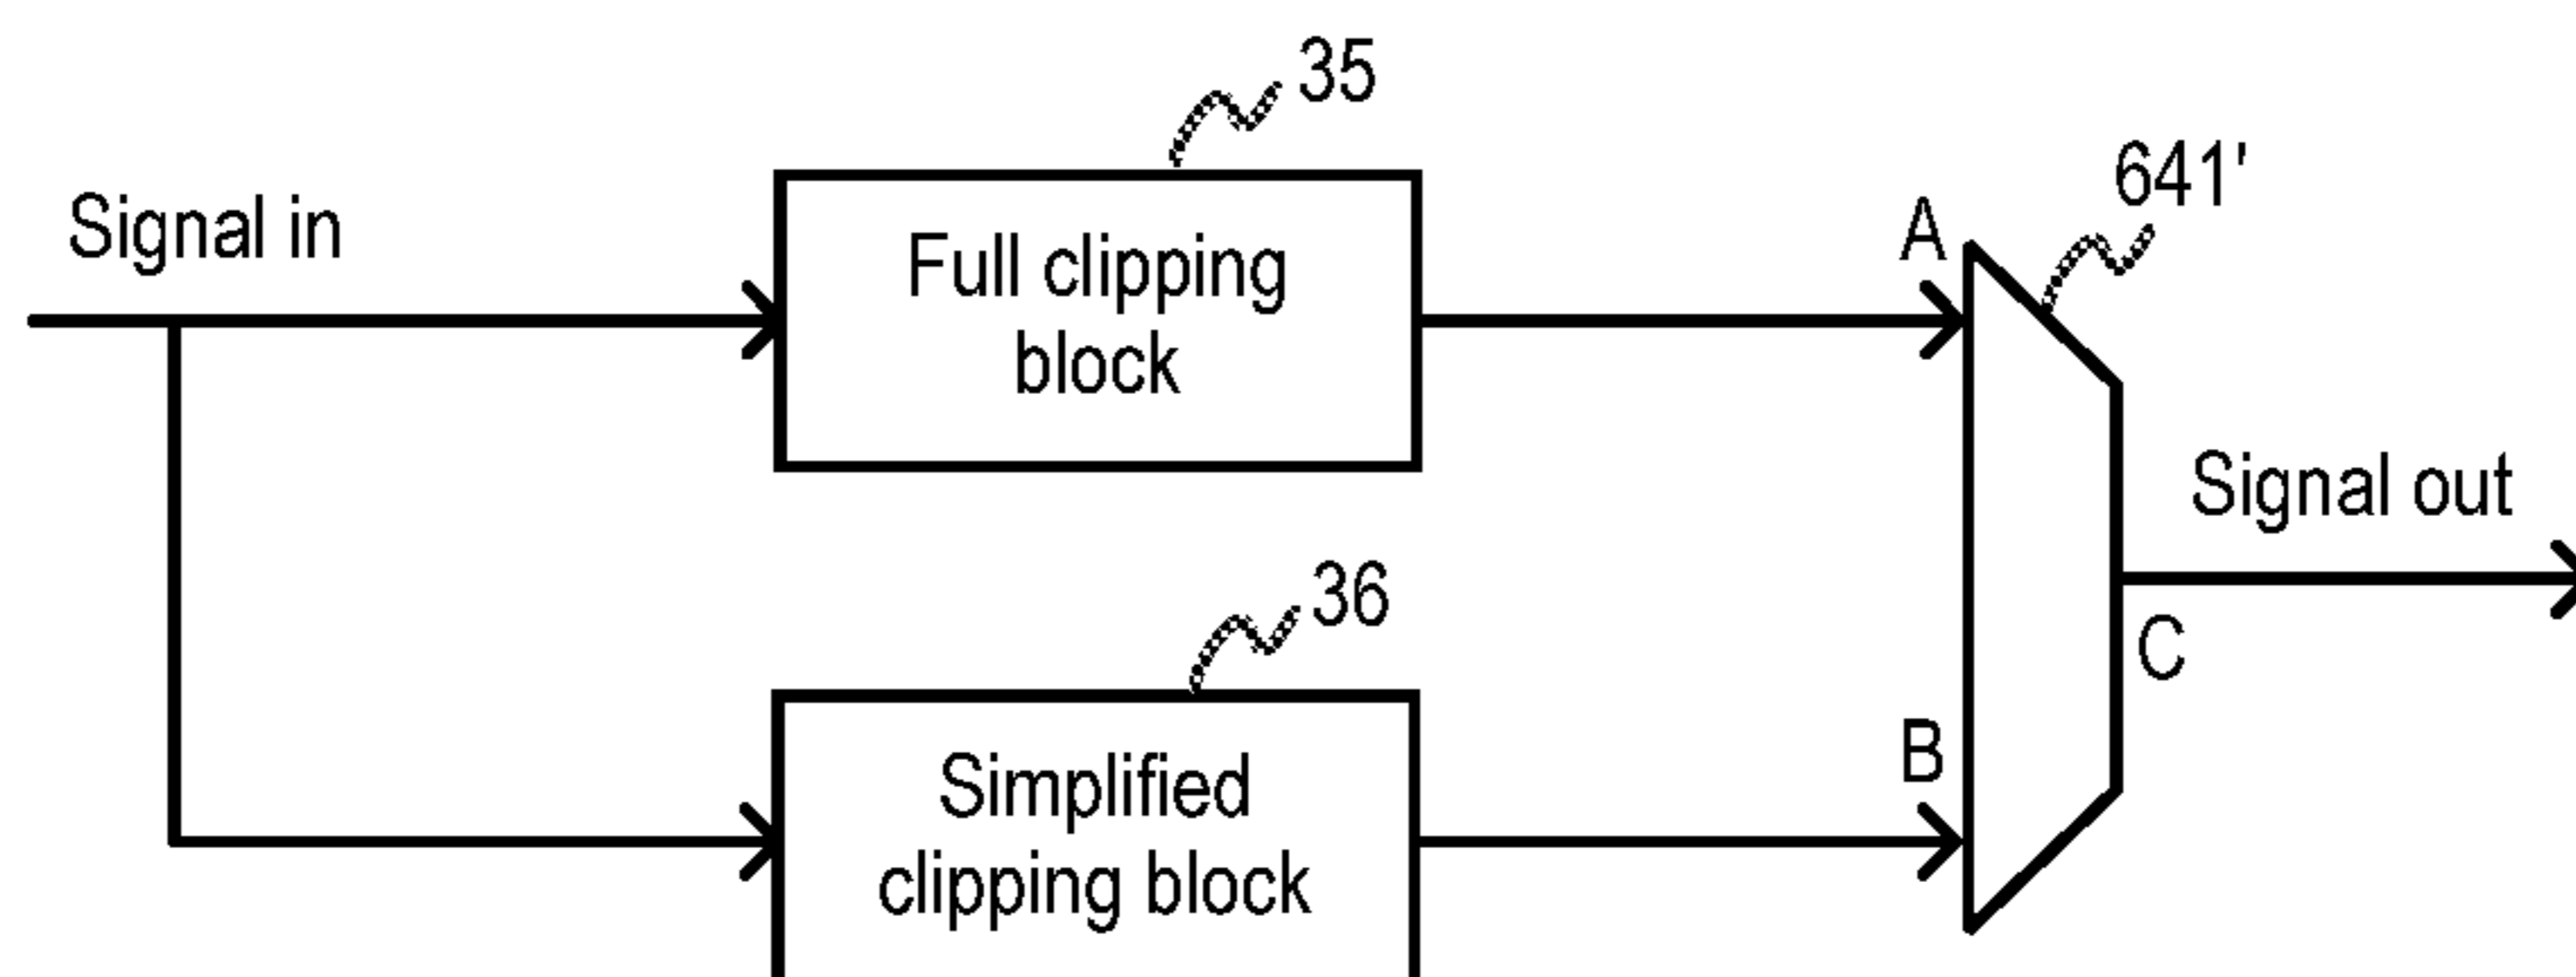 35
641'
Signal in
A
Full clipping
block
Signal out
36
C
B
Simplified
clipping block